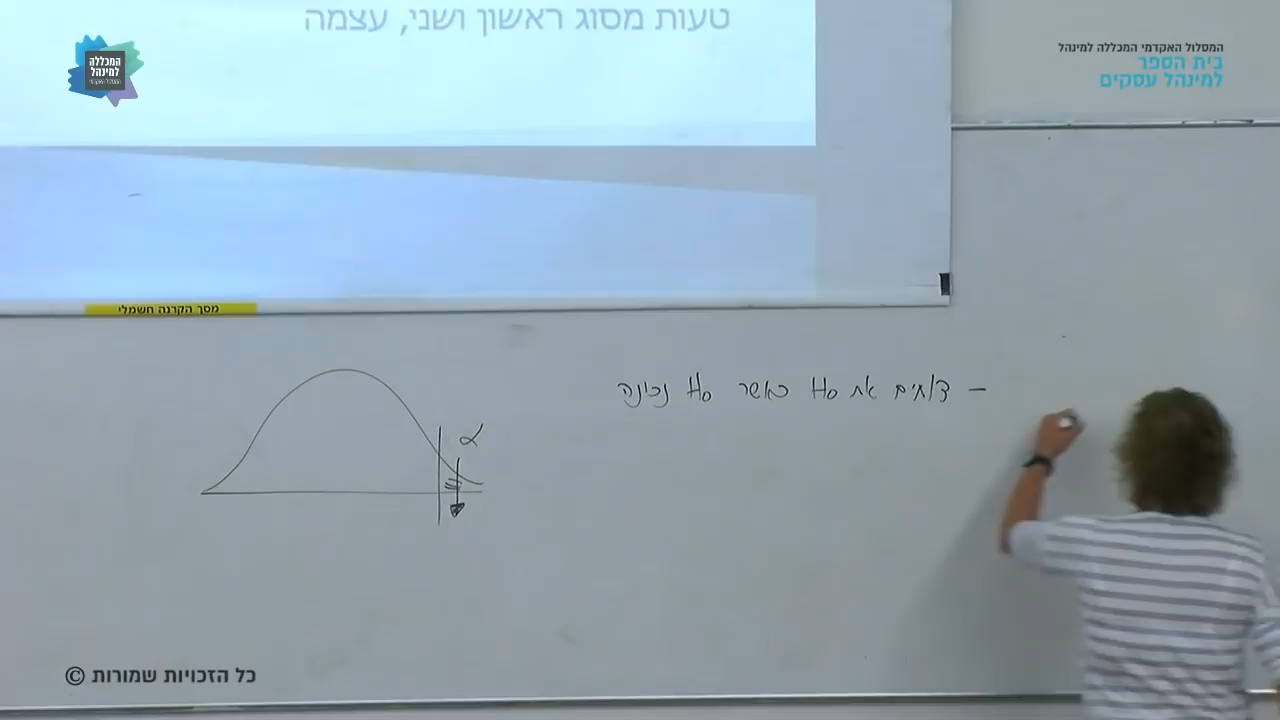 טעות מסוג ראשון ושני, עצמה
המכללה
למינהל
המסלול האקדמי המכללה למינהל
בית הספר
למינהל עסקים
מסך הקרנה חשמלי
– דוחים את H₀ כאשר H₀ נכונה
α
כל הזכויות שמורות ©